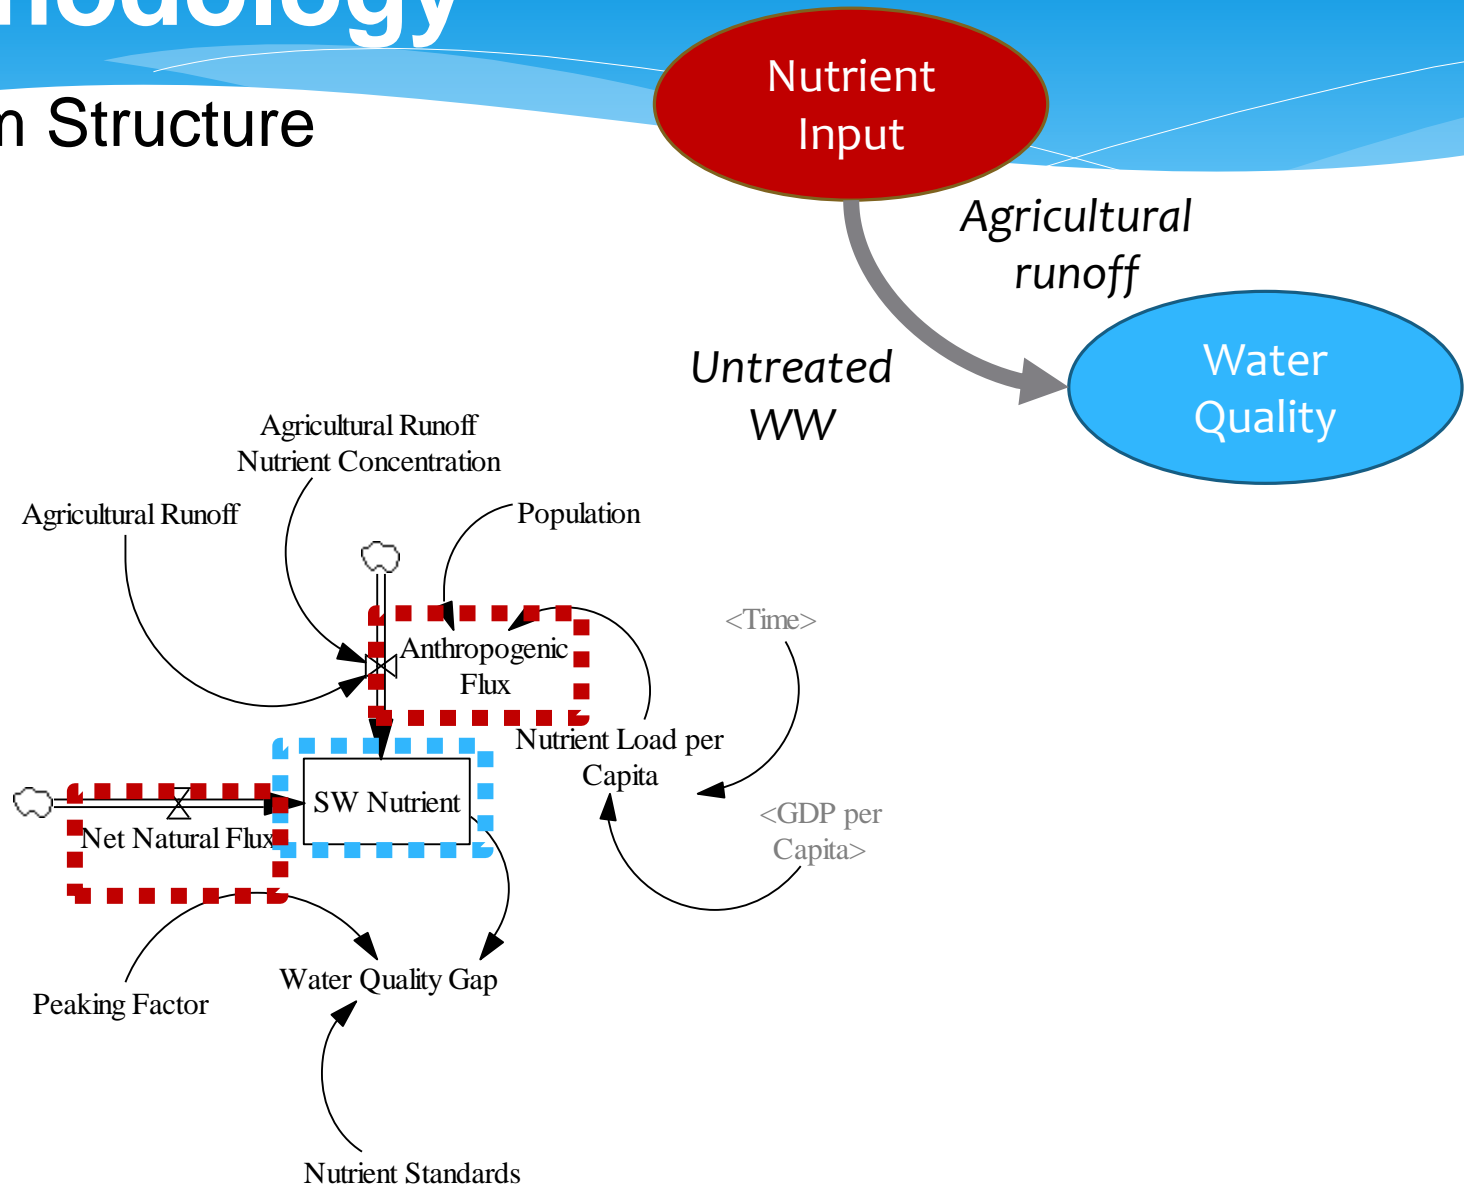 Nutrient
Input
Structure
Agricultural
runoff
Untreated
WW
Water
Quality
Agricultural Runoff
Nutrient Concentration
Agricultural Runoff
Population
<Time>
Anthropogenic
Flux
Nutrient Load per
Capita
SW Nutrient
<GDP per
Capita>
Net Natural Flux
Water Quality Gap
Peaking Factor
Nutrient Standards